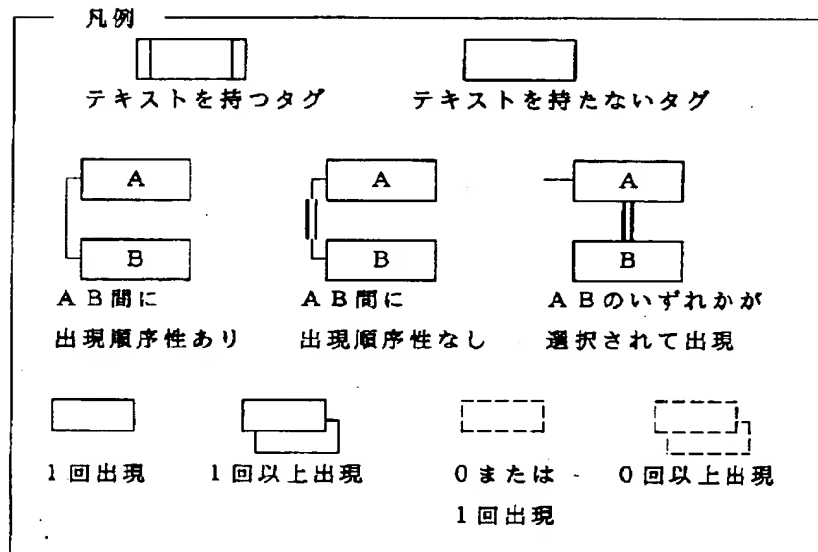 凡例
テキストを持つタグ
テキストを持たないタグ
A
A
A
B
B
B
AB間に
AB間に
ABのいずれかが
出現順序性あり
出現順序性なし
選択されて出現
1回出現
1回以上出現
0または
0回以上出現
1回出現